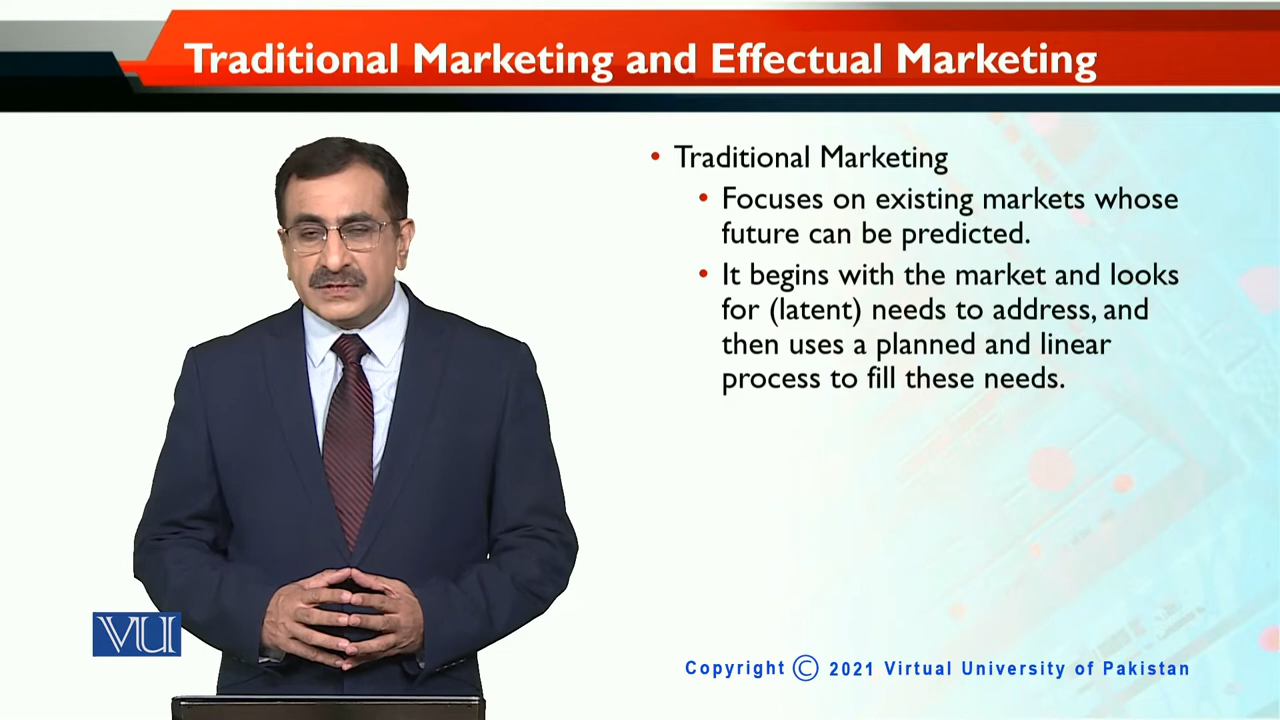 Traditional Marketing and Effectual Marketing
• Traditional Marketing
• Focuses on existing markets whose
future can be predicted.
• It begins with the market and looks
for (latent) needs to address, and
then uses a planned and linear
process to fill these needs.
VU
Copyright © 2021 Virtual University of Pakistan